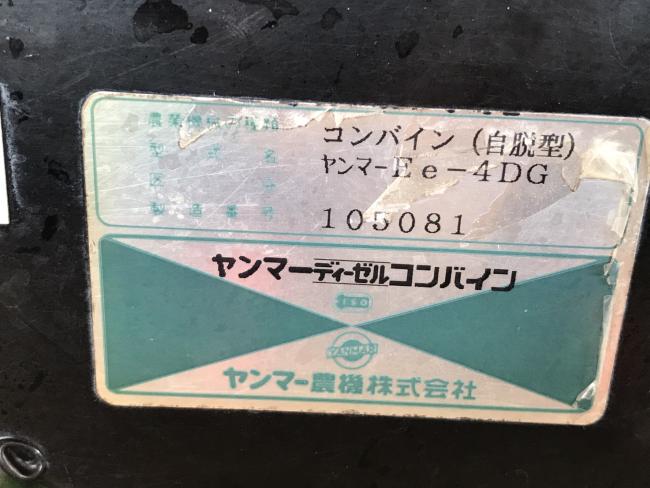 農業機械の種類 コンバイン (自脱型)
型式名 ヤンマーEe-4DG
区分
製造番号 105081
ヤンマーディーゼルコンバイン
ISO
YANMAR
ヤンマー農機株式会社